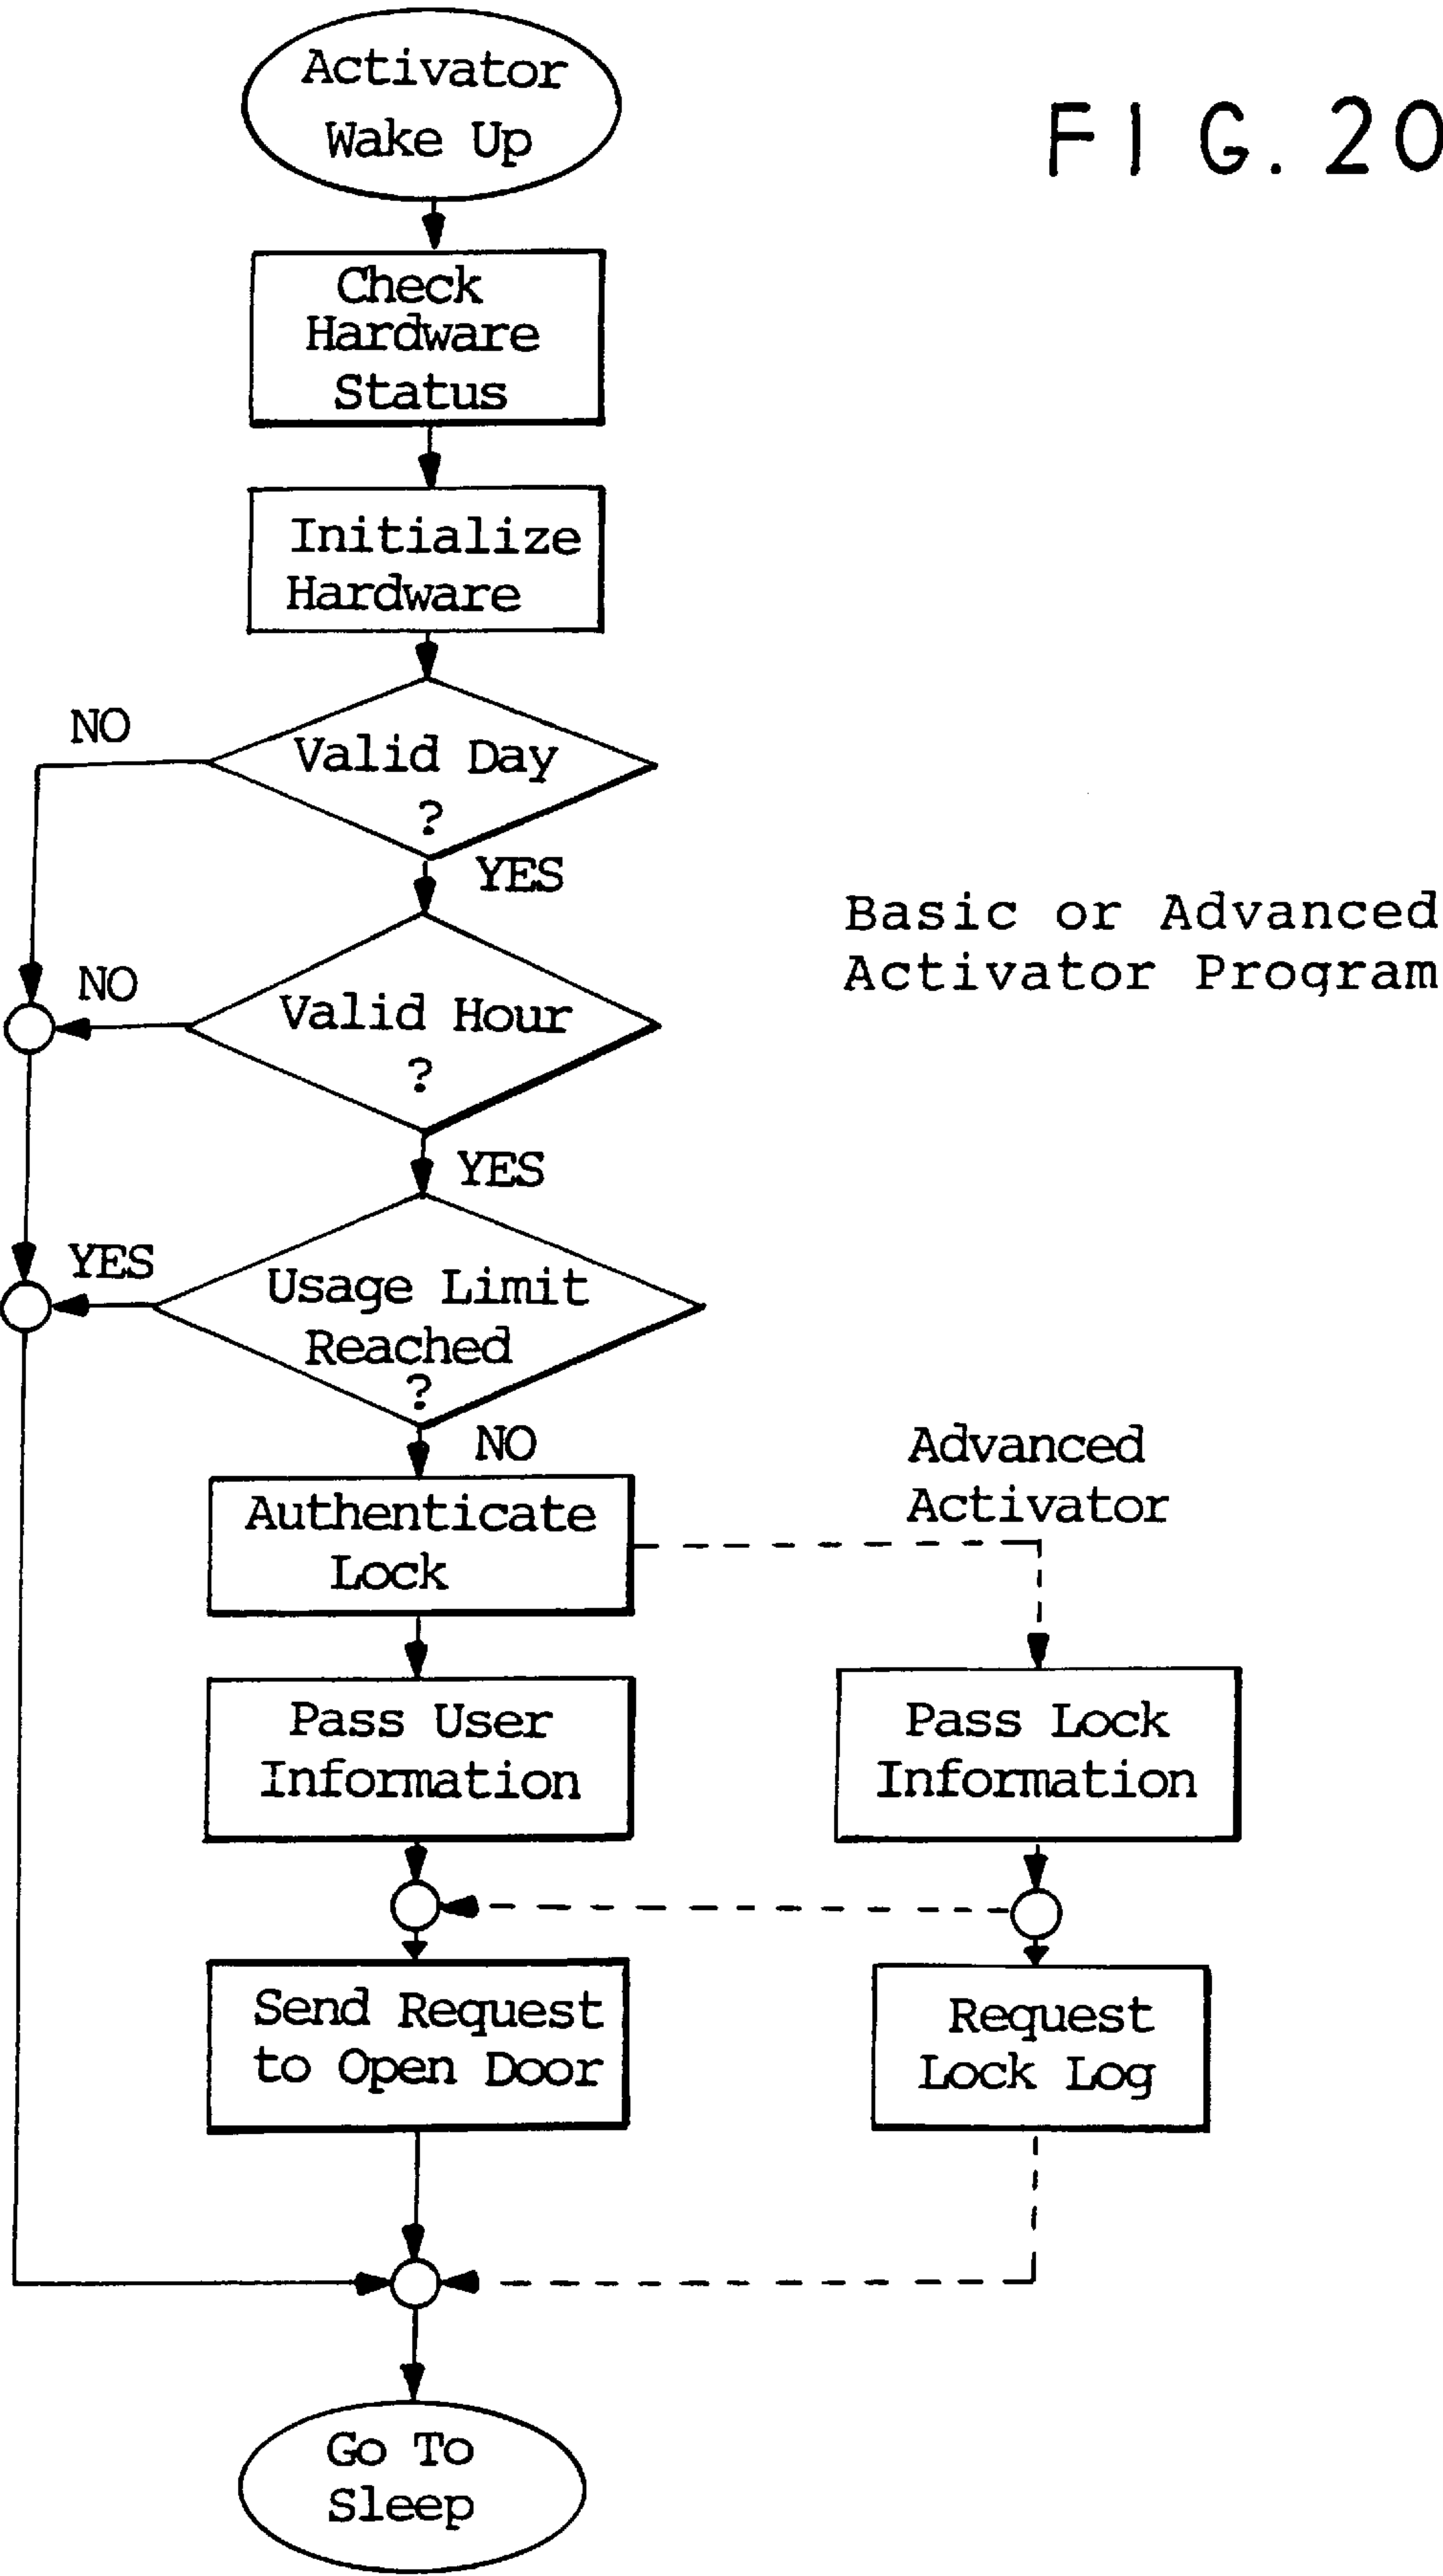 Activator
Wake Up
FIG. 20
Check
Hardware
Status
Initialize
Hardware
NO
Valid Day
?
YES
Basic or Advanced
Activator Program
NO
Valid Hour
?
YES
YES
Usage Limit
Reached
?
NO
Advanced
Activator
Authenticate
Lock
Pass User
Information
Pass Lock
Information
Send Request
to Open Door
Request
Lock Log
Go To
Sleep